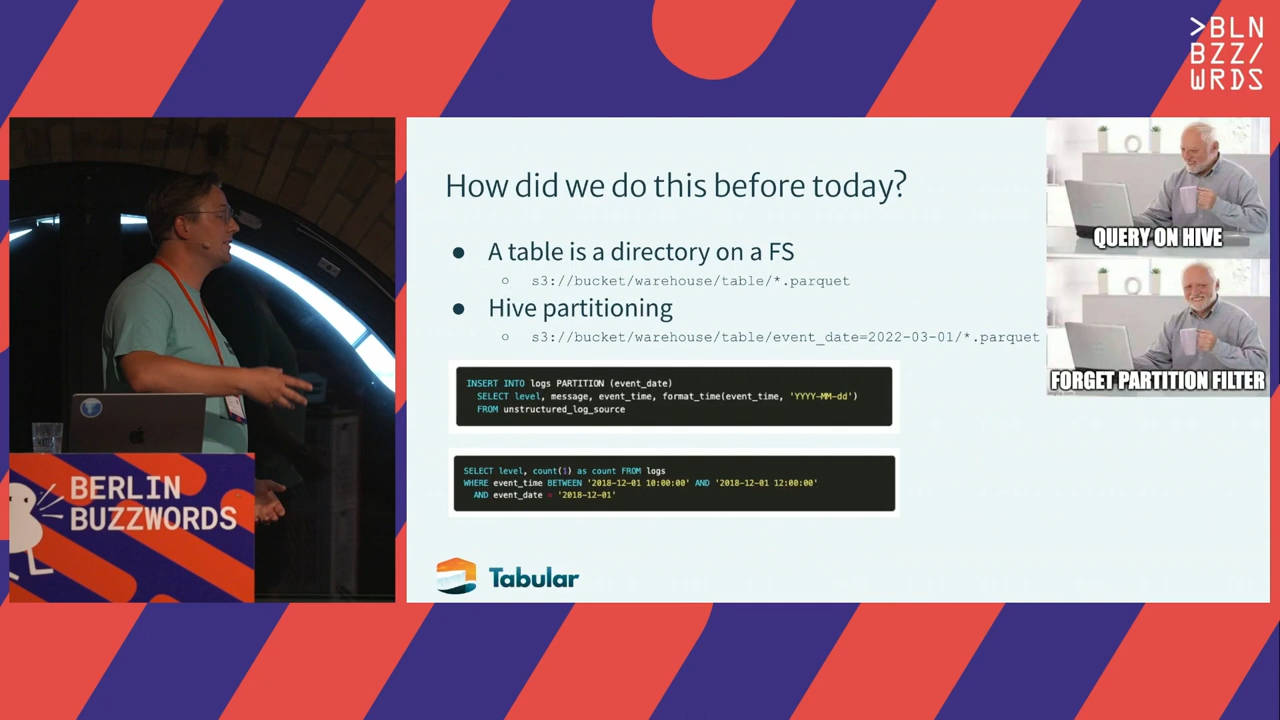 >BLN
BZZ/
WRDS
How did we do this before today?
● A table is a directory on a FS
○ s3://bucket/warehouse/table/*.parquet
● Hive partitioning
○ s3://bucket/warehouse/table/event_date=2022-03-01/*.parquet
QUERY ON HIVE
FORGET PARTITION FILTER
INSERT INTO logs PARTITION (event_date)
SELECT level, message, event_time, format_time(event_time, 'YYYY-MM-dd')
FROM unstructured_log_source
SELECT level, count(1) as count FROM logs
WHERE event_time BETWEEN '2018-12-01 10:00:00' AND '2018-12-01 12:00:00'
AND event_date = '2018-12-01'
Tabular
BERLIN
BUZZWORDS